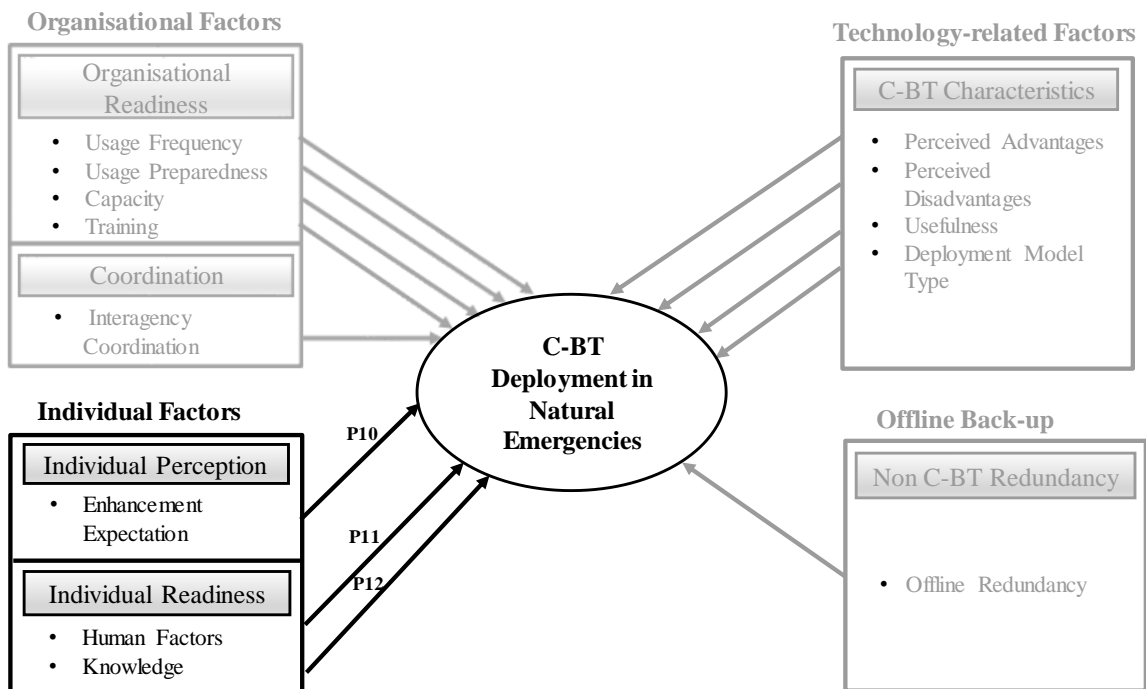 Organisational Factors
Organisational
Readiness
• Usage Frequency
• Usage Preparedness
• Capacity
• Training
Coordination
• Interagency
Coordination
Technology-related Factors
C-BT Characteristics
• Perceived Advantages
• Perceived
Disadvantages
• Usefulness
• Deployment Model
Type
C-BT
Deployment in
Natural
Emergencies
Individual Factors
Individual Perception
• Enhancement
Expectation
Individual Readiness
• Human Factors
• Knowledge
P10
P11
P12
Offline Back-up
Non C-BT Redundancy
• Offline Redundancy